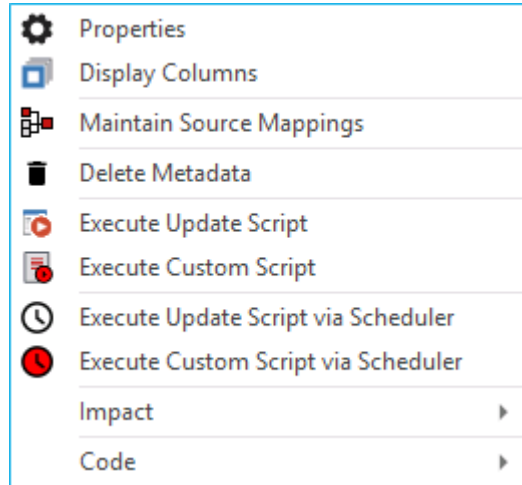 Properties
Display Columns
Maintain Source Mappings
Delete Metadata
Execute Update Script
Execute Custom Script
Execute Update Script via Scheduler
Execute Custom Script via Scheduler
Impact
Code